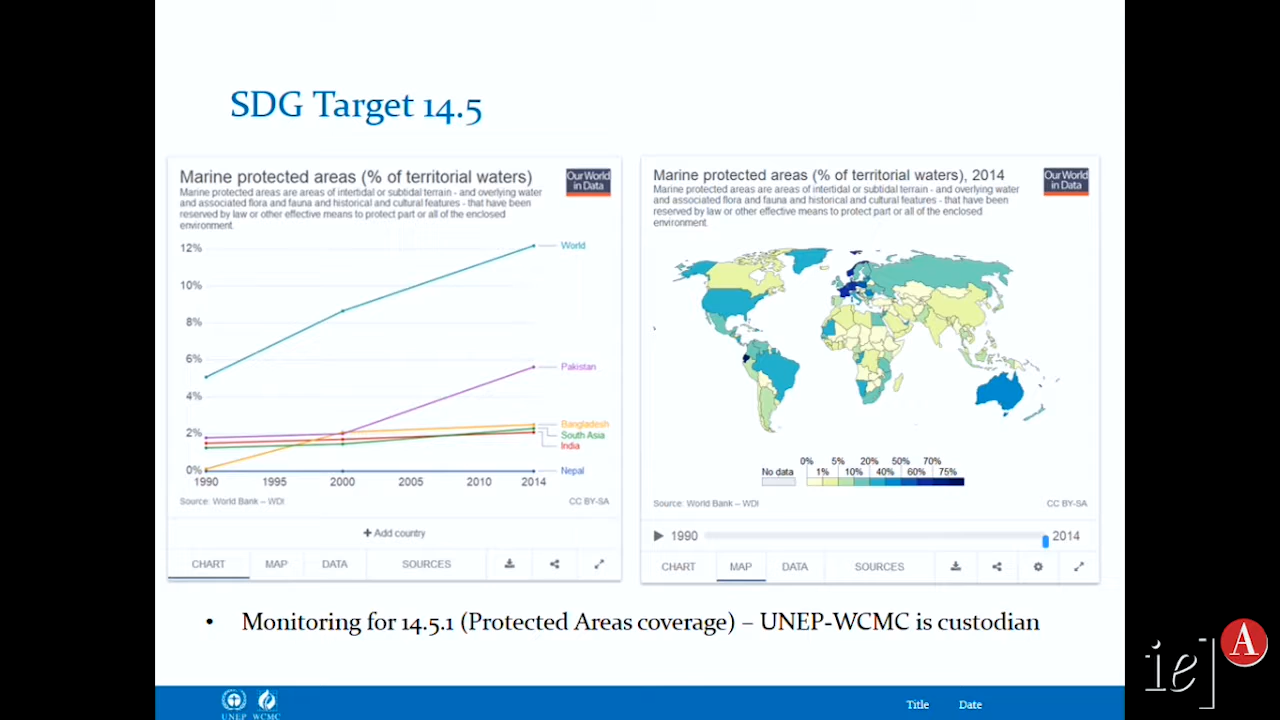 SDG Target 14.5
Marine protected areas (% of territorial waters)
Our World
in Data
Marine protected areas are areas of intertidal or subtidal terrain - and overlying water
and associated flora and fauna and historical and cultural features - that have been
reserved by law or other effective means to protect part or all of the enclosed
environment.
12%
World
10%
8%
6%
Pakistan
4%
2%
Bangladesh
South Asia
India
0%
Nepal
1990 1995 2000 2005 2010 2014
Source: World Bank – WDI
CC BY-SA
+ Add country
CHART MAP DATA SOURCES
Marine protected areas (% of territorial waters), 2014
Our World
in Data
Marine protected areas are areas of intertidal or subtidal terrain - and overlying water
and associated flora and fauna and historical and cultural features - that have been
reserved by law or other effective means to protect part or all of the enclosed
environment.
0% 5% 20% 50% 70%
No data 1% 10% 40% 60% 75%
Source: World Bank – WDI
CC BY-SA
1990 2014
CHART MAP DATA SOURCES
• Monitoring for 14.5.1 (Protected Areas coverage) – UNEP-WCMC is custodian
UNEP WCMC
Title Date
ie]
A